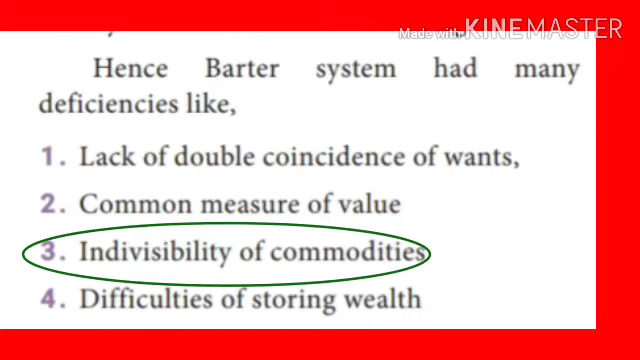 Made with KINEMASTER
Hence Barter system had many
deficiencies like,
1. Lack of double coincidence of wants,
2. Common measure of value
3. Indivisibility of commodities
4. Difficulties of storing wealth